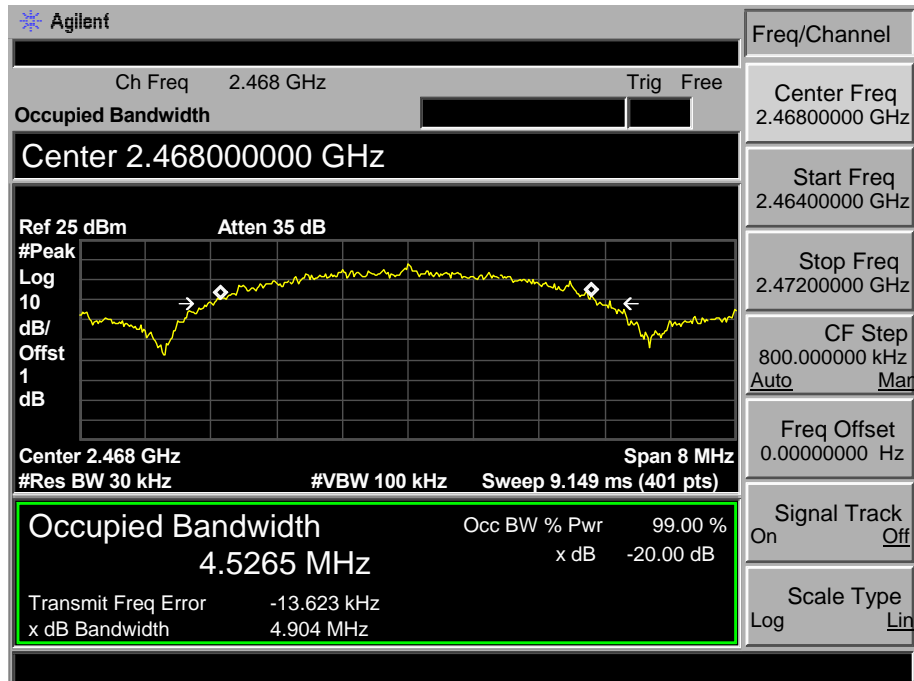 Agilent
Freq/Channel
Ch Freq 2.468 GHz Trig Free
Occupied Bandwidth
Center 2.468000000 GHz
Ref 25 dBm Atten 35 dB
#Peak
Log
10
dB/
Offst
1
dB
Center 2.468 GHz Span 8 MHz
#Res BW 30 kHz #VBW 100 kHz Sweep 9.149 ms (401 pts)
Occupied Bandwidth
4.5265 MHz
Occ BW % Pwr 99.00 %
x dB -20.00 dB
Transmit Freq Error -13.623 kHz
x dB Bandwidth 4.904 MHz
Center Freq
2.46800000 GHz
Start Freq
2.46400000 GHz
Stop Freq
2.47200000 GHz
CF Step
800.000000 kHz
Auto Man
Freq Offset
0.00000000 Hz
Signal Track
On Off
Scale Type
Log Lin